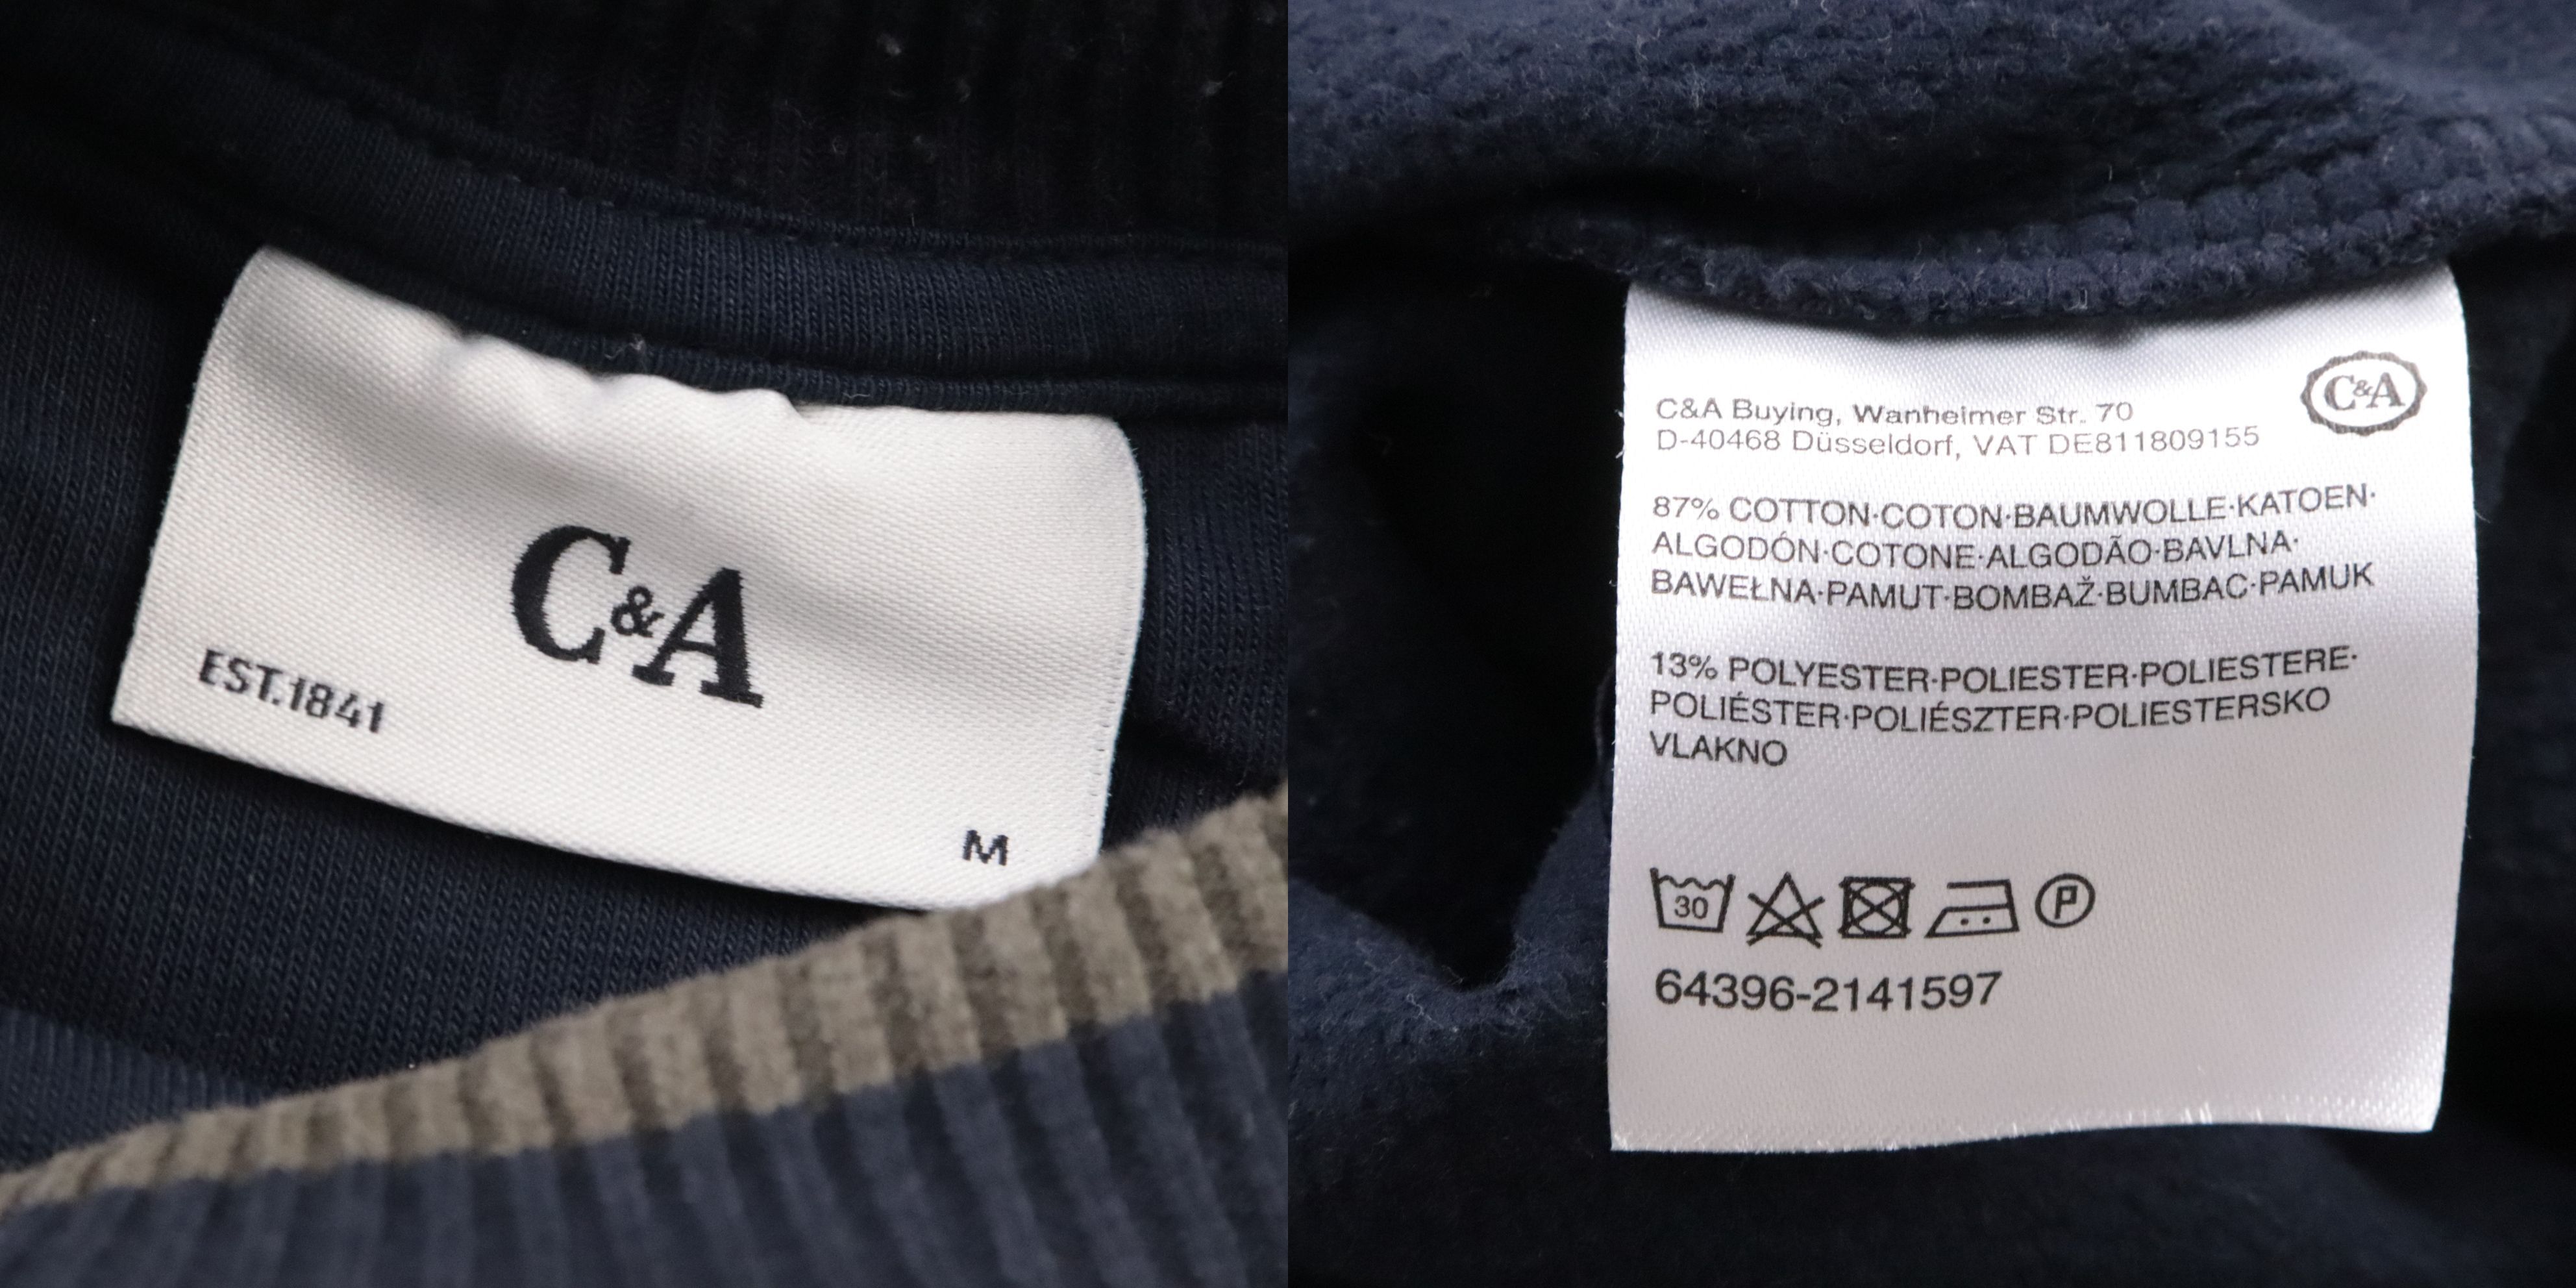 C&A
EST.1841
M
C&A
C&A Buying, Wanheimer Str. 70
D-40468 Düsseldorf, VAT DE811809155
87% COTTON·COTON·BAUMWOLLE·KATOEN·
ALGODÓN·COTONE·ALGODÃO·BAVLNA·
BAWEŁNA·PAMUT·BOMBAŽ·BUMBAC·PAMUK
13% POLYESTER·POLIESTER·POLIESTERE·
POLIÉSTER·POLIÉSZTER·POLIESTERSKO
VLAKNO
30 P
64396-2141597